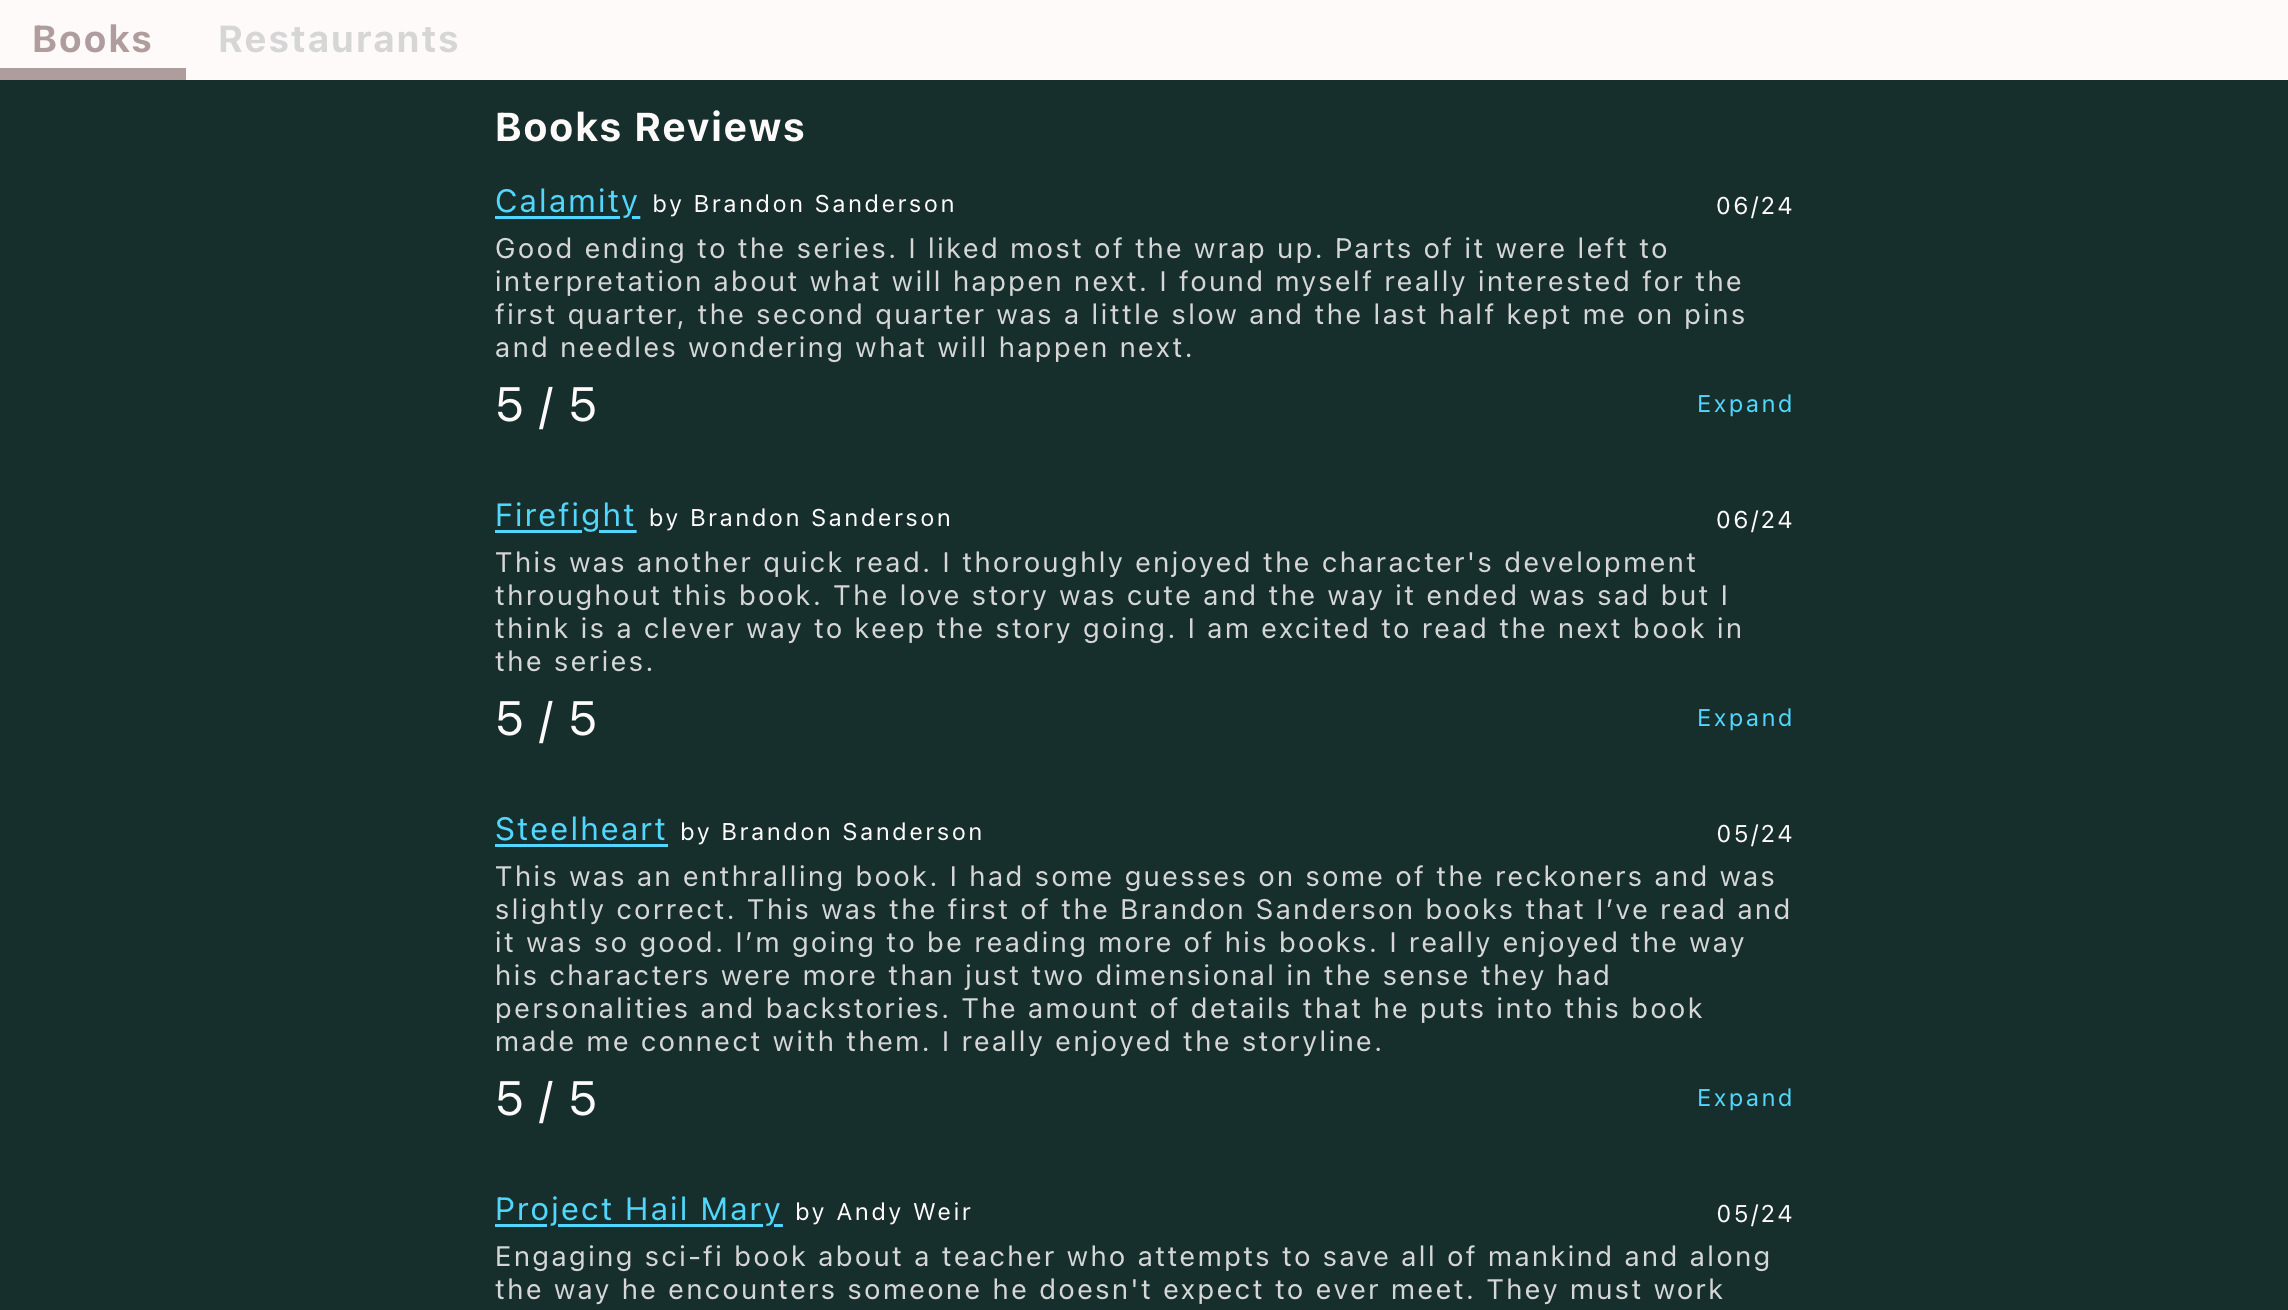 Books Restaurants
Books Reviews
Calamity by Brandon Sanderson 06/24
Good ending to the series. I liked most of the wrap up. Parts of it were left to
interpretation about what will happen next. I found myself really interested for the
first quarter, the second quarter was a little slow and the last half kept me on pins
and needles wondering what will happen next.
5 / 5 Expand
Firefight by Brandon Sanderson 06/24
This was another quick read. I thoroughly enjoyed the character's development
throughout this book. The love story was cute and the way it ended was sad but I
think is a clever way to keep the story going. I am excited to read the next book in
the series.
5 / 5 Expand
Steelheart by Brandon Sanderson 05/24
This was an enthralling book. I had some guesses on some of the reckoners and was
slightly correct. This was the first of the Brandon Sanderson books that I’ve read and
it was so good. I’m going to be reading more of his books. I really enjoyed the way
his characters were more than just two dimensional in the sense they had
personalities and backstories. The amount of details that he puts into this book
made me connect with them. I really enjoyed the storyline.
5 / 5 Expand
Project Hail Mary by Andy Weir 05/24
Engaging sci-fi book about a teacher who attempts to save all of mankind and along
the way he encounters someone he doesn't expect to ever meet. They must work